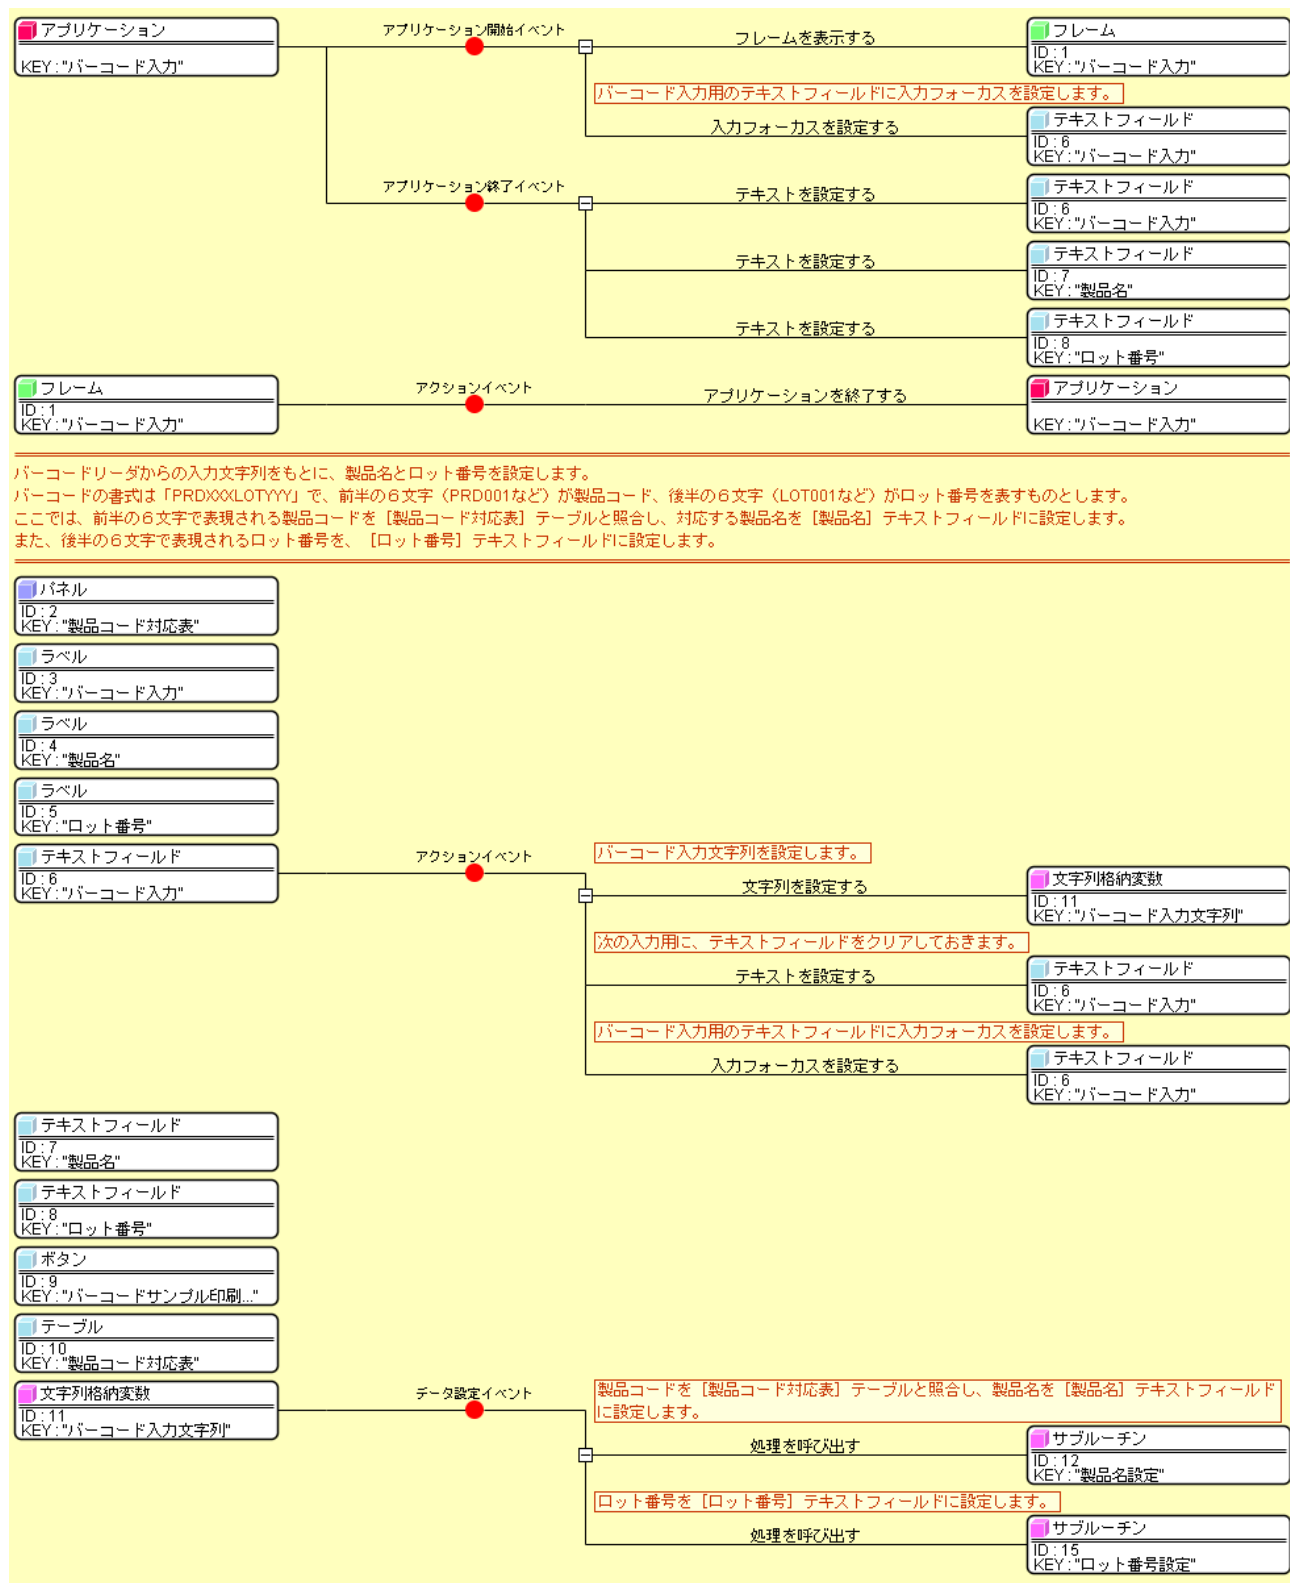 アプリケーション
KEY:"バーコード入力"
アプリケーション開始イベント
フレームを表示する
フレーム
ID:1
KEY:"バーコード入力"
バーコード入力用のテキストフィールドに入力フォーカスを設定します。
入力フォーカスを設定する
テキストフィールド
ID:6
KEY:"バーコード入力"
アプリケーション終了イベント
テキストを設定する
テキストフィールド
ID:6
KEY:"バーコード入力"
テキストを設定する
テキストフィールド
ID:7
KEY:"製品名"
テキストを設定する
テキストフィールド
ID:8
KEY:"ロット番号"
フレーム
ID:1
KEY:"バーコード入力"
アクションイベント
アプリケーションを終了する
アプリケーション
KEY:"バーコード入力"
バーコードリーダからの入力文字列をもとに、製品名とロット番号を設定します。
バーコードの書式は「PRDXXXLOTYYY」で、前半の6文字（PRD001など）が製品コード、後半の6文字（LOT001など）がロット番号を表すものとします。
ここでは、前半の6文字で表現される製品コードを［製品コード対応表］テーブルと照合し、対応する製品名を［製品名］テキストフィールドに設定します。
また、後半の6文字で表現されるロット番号を、［ロット番号］テキストフィールドに設定します。
パネル
ID:2
KEY:"製品コード対応表"
ラベル
ID:3
KEY:"バーコード入力"
ラベル
ID:4
KEY:"製品名"
ラベル
ID:5
KEY:"ロット番号"
テキストフィールド
ID:6
KEY:"バーコード入力"
アクションイベント
バーコード入力文字列を設定します。
文字列を設定する
文字列格納変数
ID:11
KEY:"バーコード入力文字列"
次の入力用に、テキストフィールドをクリアしておきます。
テキストを設定する
テキストフィールド
ID:6
KEY:"バーコード入力"
バーコード入力用のテキストフィールドに入力フォーカスを設定します。
入力フォーカスを設定する
テキストフィールド
ID:6
KEY:"バーコード入力"
テキストフィールド
ID:7
KEY:"製品名"
テキストフィールド
ID:8
KEY:"ロット番号"
ボタン
ID:9
KEY:"バーコードサンプル印刷..."
テーブル
ID:10
KEY:"製品コード対応表"
文字列格納変数
ID:11
KEY:"バーコード入力文字列"
データ設定イベント
製品コードを［製品コード対応表］テーブルと照合し、製品名を［製品名］テキストフィールド
に設定します。
処理を呼び出す
サブルーチン
ID:12
KEY:"製品名設定"
ロット番号を［ロット番号］テキストフィールドに設定します。
処理を呼び出す
サブルーチン
ID:15
KEY:"ロット番号設定"